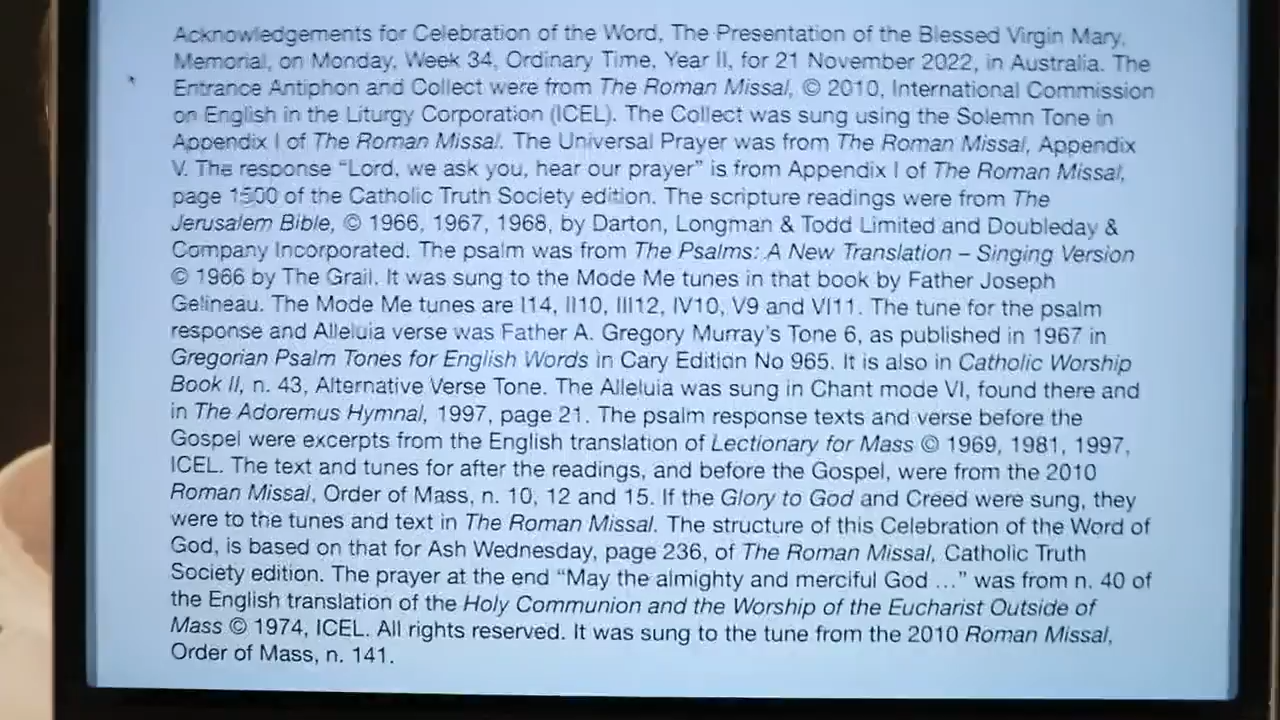 Acknowledgements for Celebration of the Word, The Presentation of the Blessed Virgin Mary,
Memorial, on Monday, Week 34, Ordinary Time, Year II, for 21 November 2022, in Australia. The
Entrance Antiphon and Collect were from The Roman Missal, © 2010, International Commission
on English in the Liturgy Corporation (ICEL). The Collect was sung using the Solemn Tone in
Appendix I of The Roman Missal. The Universal Prayer was from The Roman Missal, Appendix
V. The response “Lord, we ask you, hear our prayer” is from Appendix I of The Roman Missal,
page of the Catholic Truth Society edition. The scripture readings were from The
Jerusalem Bible, © 1966, 1967, 1968, by Darton, Longman & Todd Limited and Doubleday &
Company Incorporated. The psalm was from The Psalms: A New Translation – Singing Version
© 1966 by The Grail. It was sung to the Mode Me tunes in that book by Father Joseph
Gelineau. The Mode Me tunes are I14, II10, III12, IV10, V9 and VI11. The tune for the psalm
response and Alleluia verse was Father A. Gregory Murray’s Tone 6, as published in 1967 in
Gregorian Psalm Tones for English Words in Cary Edition No 965. It is also in Catholic Worship
Book II, n. 43, Alternative Verse Tone. The Alleluia was sung in Chant mode VI, found there and
in The Adoremus Hymnal, 1997, page 21. The psalm response texts and verse before the
Gospel were excerpts from the English translation of Lectionary for Mass © 1969, 1981, 1997,
ICEL. The text and tunes for after the readings, and before the Gospel, were from the 2010
Roman Missal, Order of Mass, n. 10, 12 and 15. If the Glory to God and Creed were sung, they
were to the tunes and text in The Roman Missal. The structure of this Celebration of the Word of
God, is based on that for Ash Wednesday, page 236, of The Roman Missal, Catholic Truth
Society edition. The prayer at the end “May the almighty and merciful God ...” was from n. 40 of
the English translation of the Holy Communion and the Worship of the Eucharist Outside of
Mass © 1974, ICEL. All rights reserved. It was sung to the tune from the 2010 Roman Missal,
Order of Mass, n. 141.